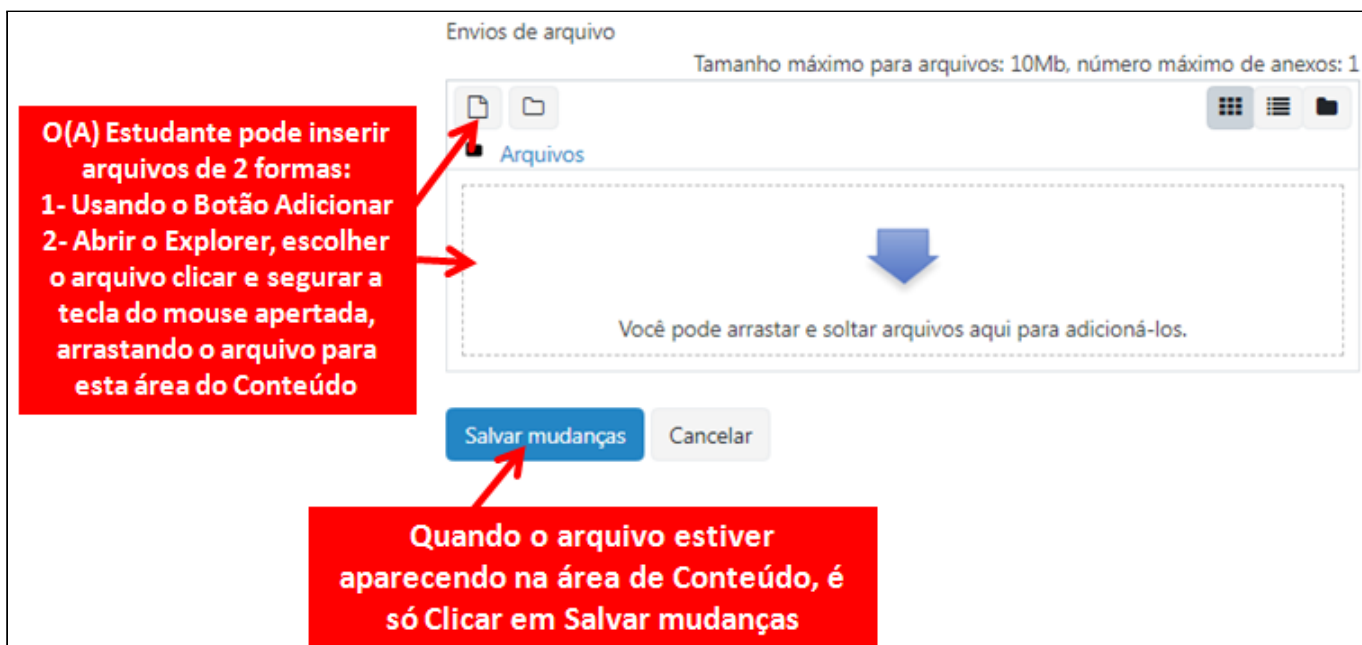 Envios de arquivo
Tamanho máximo para arquivos: 10Mb, número máximo de anexos: 1
O(A) Estudante pode inserir
arquivos de 2 formas:
1- Usando o Botão Adicionar
2- Abrir o Explorer, escolher
o arquivo clicar e segurar a
tecla do mouse apertada,
arrastando o arquivo para
esta área do Conteúdo
Arquivos
Você pode arrastar e soltar arquivos aqui para adicioná-los.
Salvar mudanças
Cancelar
Quando o arquivo estiver
aparecendo na área de Conteúdo, é
só Clicar em Salvar mudanças